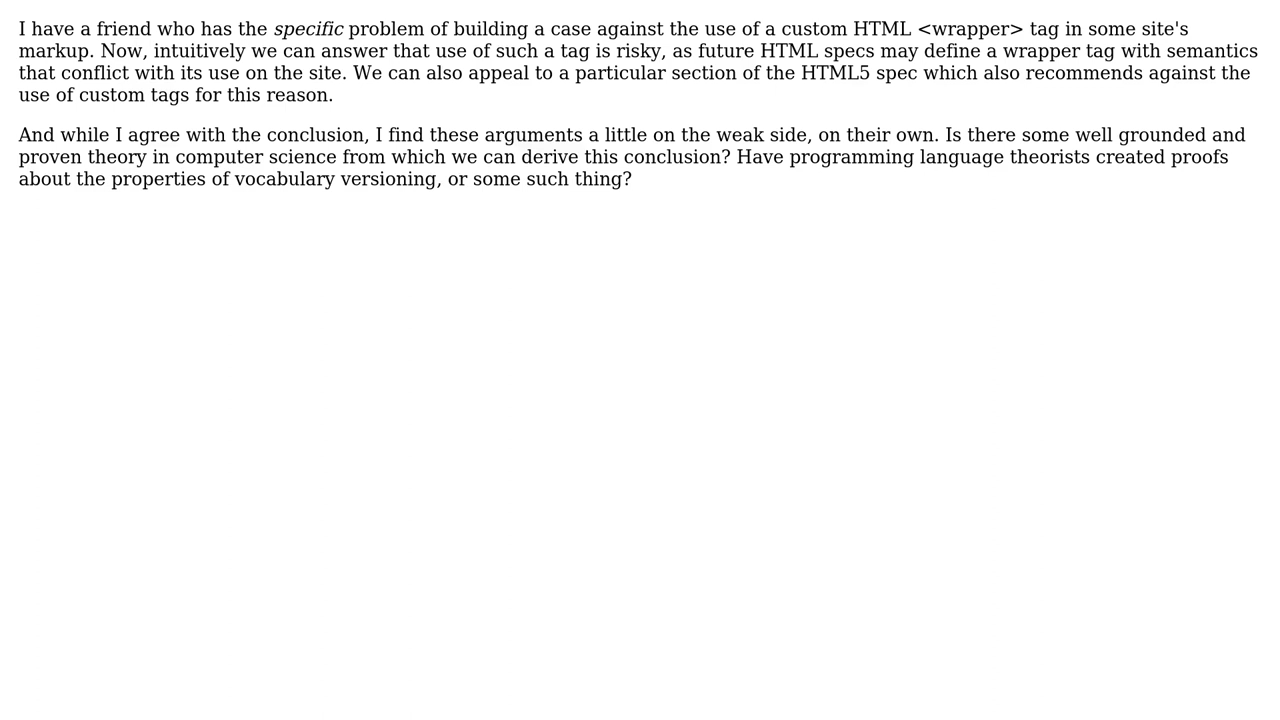 I have a friend who has the specific problem of building a case against the use of a custom HTML <wrapper> tag in some site's
markup. Now, intuitively we can answer that use of such a tag is risky, as future HTML specs may define a wrapper tag with semantics
that conflict with its use on the site. We can also appeal to a particular section of the HTML5 spec which also recommends against the
use of custom tags for this reason.
And while I agree with the conclusion, I find these arguments a little on the weak side, on their own. Is there some well grounded and
proven theory in computer science from which we can derive this conclusion? Have programming language theorists created proofs
about the properties of vocabulary versioning, or some such thing?